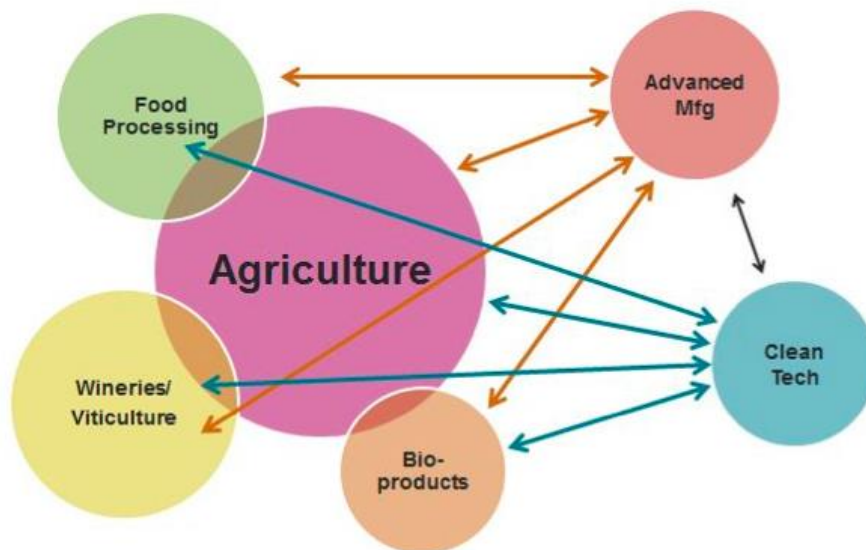 Food
Processing
Advanced
Mfg
Agriculture
Clean
Tech
Wineries/
Viticulture
Bio-
products